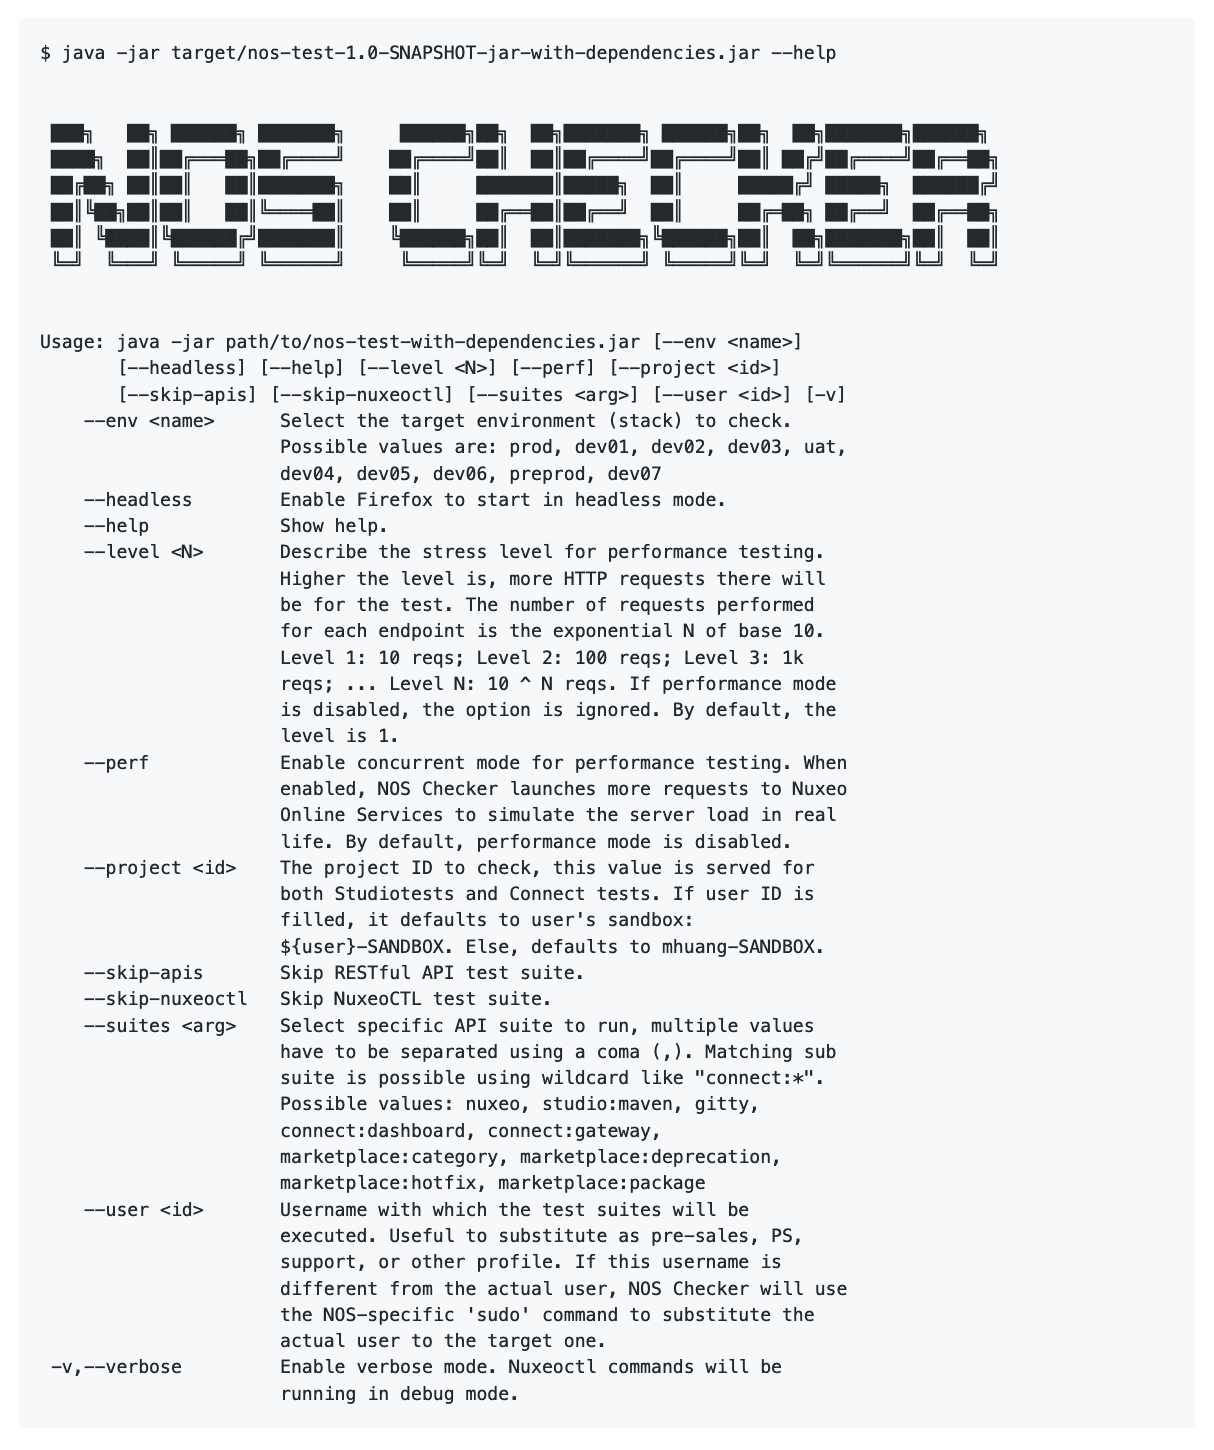 $ java -jar target/nos-test-1.0-SNAPSHOT-jar-with-dependencies.jar --help
NOS CHECKER
Usage: java -jar path/to/nos-test-with-dependencies.jar [--env <name>]
[--headless] [--help] [--level <N>] [--perf] [--project <id>]
[--skip-apis] [--skip-nuxeoctl] [--suites <arg>] [--user <id>] [-v]
--env <name> Select the target environment (stack) to check.
Possible values are: prod, dev01, dev02, dev03, uat,
dev04, dev05, dev06, preprod, dev07
--headless Enable Firefox to start in headless mode.
--help Show help.
--level <N> Describe the stress level for performance testing.
Higher the level is, more HTTP requests there will
be for the test. The number of requests performed
for each endpoint is the exponential N of base 10.
Level 1: 10 reqs; Level 2: 100 reqs; Level 3: 1k
reqs; ... Level N: 10 ^ N reqs. If performance mode
is disabled, the option is ignored. By default, the
level is 1.
--perf Enable concurrent mode for performance testing. When
enabled, NOS Checker launches more requests to Nuxeo
Online Services to simulate the server load in real
life. By default, performance mode is disabled.
--project <id> The project ID to check, this value is served for
both Studiotests and Connect tests. If user ID is
filled, it defaults to user's sandbox:
${user}-SANDBOX. Else, defaults to mhuang-SANDBOX.
--skip-apis Skip RESTful API test suite.
--skip-nuxeoctl Skip NuxeoCTL test suite.
--suites <arg> Select specific API suite to run, multiple values
have to be separated using a coma (,). Matching sub
suite is possible using wildcard like "connect:*".
Possible values: nuxeo, studio:maven, gitty,
connect:dashboard, connect:gateway,
marketplace:category, marketplace:deprecation,
marketplace:hotfix, marketplace:package
--user <id> Username with which the test suites will be
executed. Useful to substitute as pre-sales, PS,
support, or other profile. If this username is
different from the actual user, NOS Checker will use
the NOS-specific 'sudo' command to substitute the
actual user to the target one.
-v,--verbose Enable verbose mode. Nuxeoctl commands will be
running in debug mode.